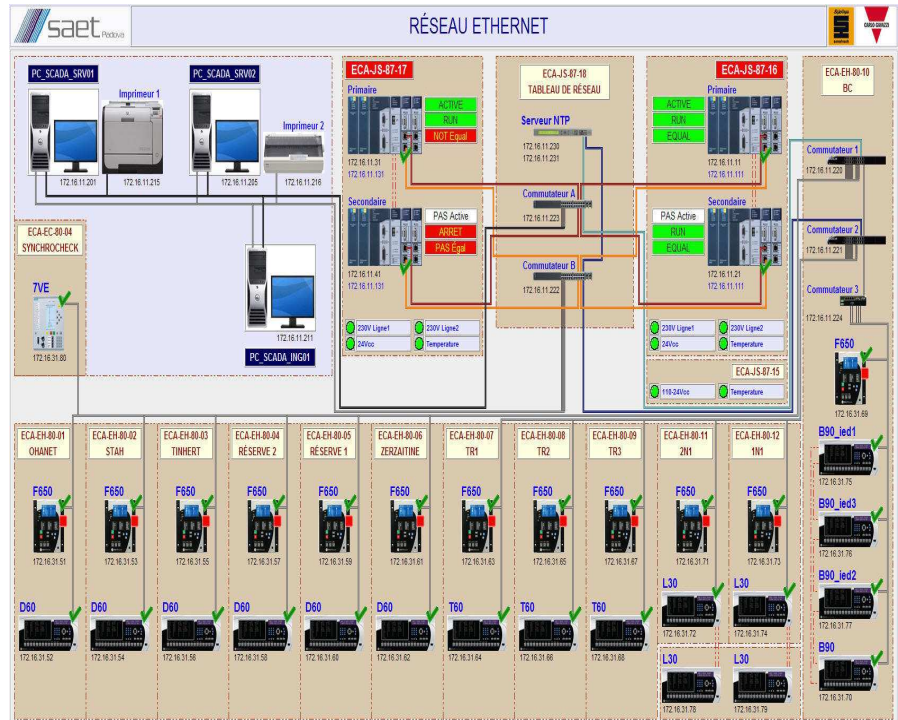 saet Padova
RÉSEAU ETHERNET
CARLO GAVAZZI
PC_SCADA_SRV01
Imprimeur 1
172.16.11.201
172.16.11.215
PC_SCADA_SRV02
Imprimeur 2
172.16.11.205
172.16.11.216
ECA-EC-80-04
SYNCHROCHECK
7VE
172.16.31.80
172.16.11.211
PC_SCADA_ING01
ECA-JS-87-17
Primaire
ACTIVE
RUN
NOT Equal
172.16.11.31
172.16.11.131
Secondaire
PAS Active
ARRET
PAS Égal
172.16.11.41
172.16.11.131
230V Ligne1
230V Ligne2
24Vcc
Temperature
ECA-JS-87-18
TABLEAU DE RÉSEAU
Serveur NTP
172.16.11.230
172.16.11.231
Commutateur A
172.16.11.223
Commutateur B
172.16.11.222
ECA-JS-87-16
Primaire
ACTIVE
RUN
EQUAL
172.16.11.11
172.16.11.111
Secondaire
PAS Active
RUN
EQUAL
172.16.11.21
172.16.11.111
230V Ligne1
230V Ligne2
24Vcc
Temperature
ECA-JS-87-15
110-24Vcc
Temperature
ECA-EH-80-10
BC
Commutateur 1
172.16.11.220
Commutateur 2
172.16.11.221
Commutateur 3
172.16.11.224
F650
172.16.31.69
B90_ied1
172.16.31.75
B90_ied3
172.16.31.76
B90_ied2
172.16.31.77
B90
172.16.31.70
ECA-EH-80-01
OHANET
F650
172.16.31.51
D60
172.16.31.52
ECA-EH-80-02
STAH
F650
172.16.31.53
D60
172.16.31.54
ECA-EH-80-03
TINHERT
F650
172.16.31.55
D60
172.16.31.56
ECA-EH-80-04
RÉSERVE 2
F650
172.16.31.57
D60
172.16.31.58
ECA-EH-80-05
RÉSERVE 1
F650
172.16.31.59
D60
172.16.31.60
ECA-EH-80-06
ZERZAITINE
F650
172.16.31.61
D60
172.16.31.62
ECA-EH-80-07
TR1
F650
172.16.31.63
T60
172.16.31.64
ECA-EH-80-08
TR2
F650
172.16.31.65
T60
172.16.31.66
ECA-EH-80-09
TR3
F650
172.16.31.67
T60
172.16.31.68
ECA-EH-80-11
2N1
F650
172.16.31.71
L30
172.16.31.72
L30
172.16.31.78
ECA-EH-80-12
1N1
F650
172.16.31.73
L30
172.16.31.74
L30
172.16.31.79